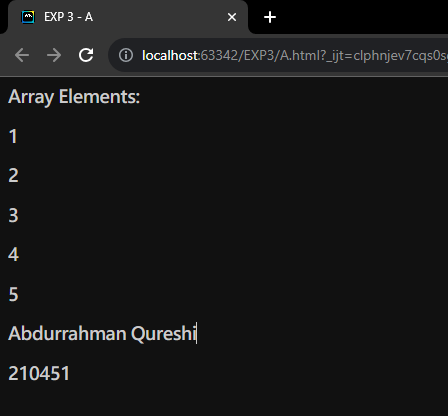 EXP 3 - A
localhost:63342/EXP3/A.html?_ijt=clphnjev7cqs0s
Array Elements:
1
2
3
4
5
Abdurrahman Qureshi
210451